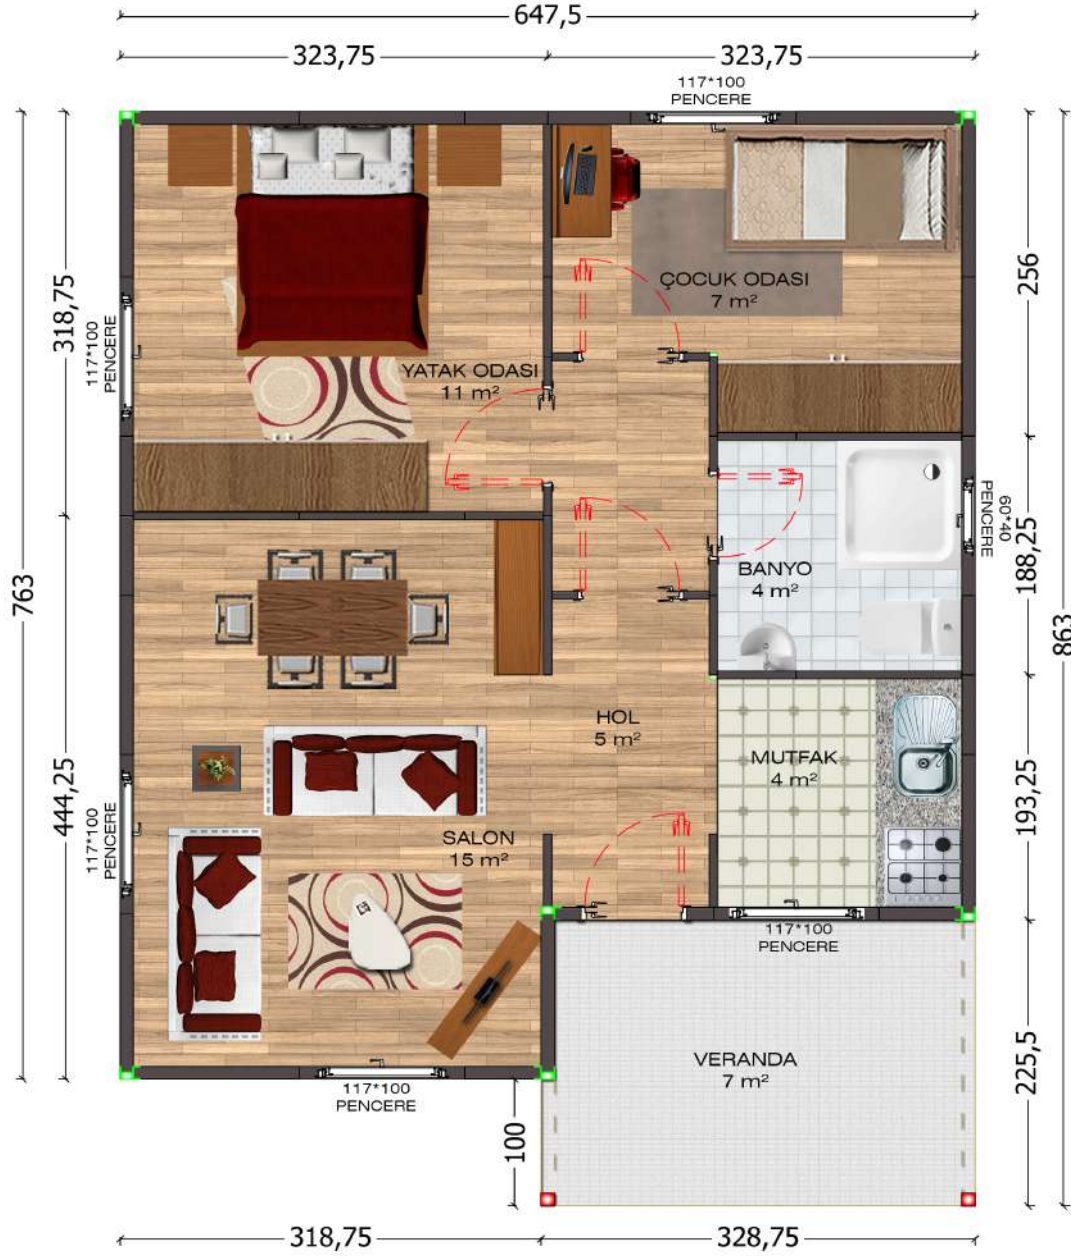 647,5
323,75
323,75
117*100
PENCERE
ÇOCUK ODASI
7 m²
256
318,75
117*100
PENCERE
YATAK ODASI
11 m²
60*40
PENCERE
188,25
BANYO
4 m²
763
863
HOL
5 m²
MUTFAK
4 m²
193,25
444,25
117*100
PENCERE
SALON
15 m²
117*100
PENCERE
VERANDA
7 m²
225,5
117*100
PENCERE
100
318,75
328,75